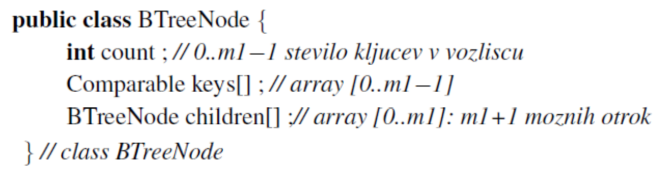 public class BTreeNode {
int count ; // 0..m1−1 stevilo kljucev v vozliscu
Comparable keys[] ; // array [0..m1−1]
BTreeNode children[] ;// array [0..m1]: m1+1 moznih otrok
} // class BTreeNode